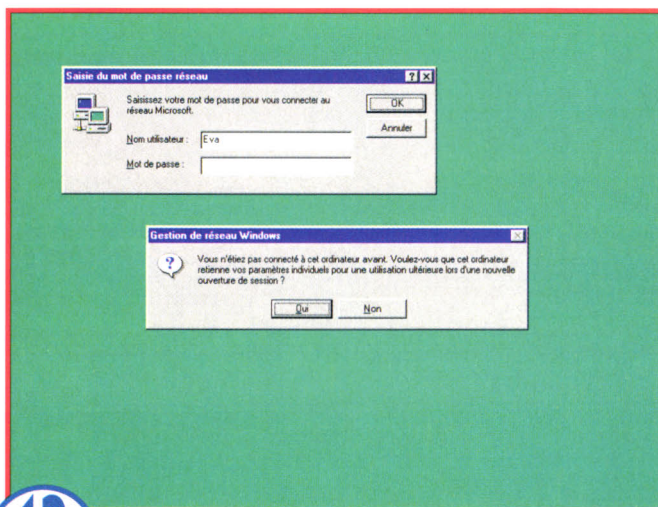 Saisie du mot de passe réseau
Saisissez votre mot de passe pour vous connecter au
réseau Microsoft.
OK
Annuler
Nom utilisateur :
Eva
Mot de passe :
Gestion de réseau Windows
Vous n'étiez pas connecté à cet ordinateur avant. Voulez-vous que cet ordinateur
retienne vos paramètres individuels pour une utilisation ultérieure lors d'une nouvelle
ouverture de session ?
Oui
Non